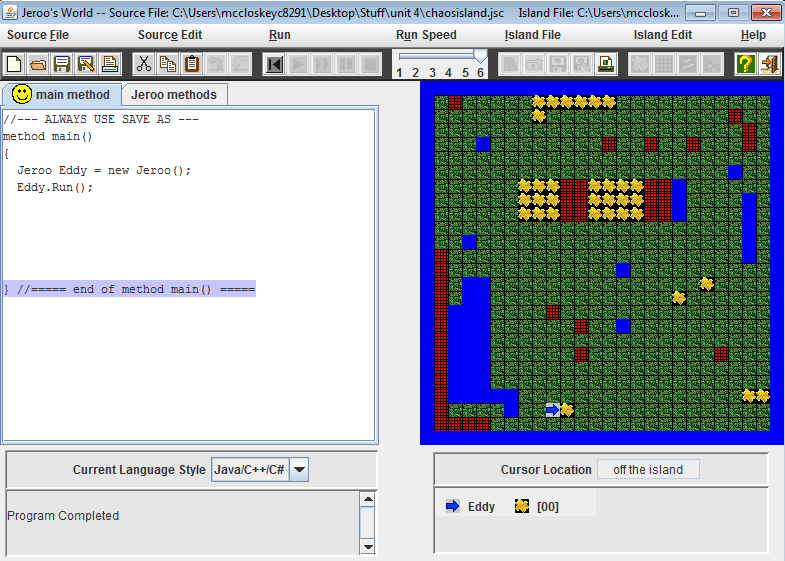 Jeroo's World -- Source File: C:\Users\mccloskeyc8291\Desktop\Stuff\unit 4\chaosisland.jsc    Island File: C:\Users\mcclosk...
Source File    Source Edit    Run    Run Speed    Island File    Island Edit    Help
1 2 3 4 5 6
main method    Jeroo methods
//--- ALWAYS USE SAVE AS ---
method main()
{
Jeroo Eddy = new Jeroo();
Eddy.Run();
} //===== end of method main() =====
Current Language Style    Java/C++/C#
Program Completed
Cursor Location    off the island
Eddy    [00]